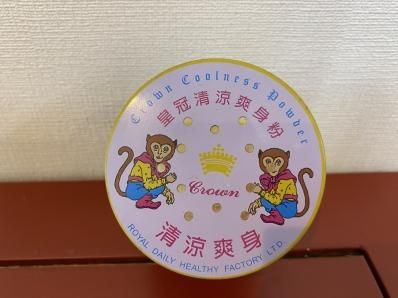 Crown Coolness Powder
皇冠清涼爽身粉
Crown
清涼爽身
ROYAL DAILY HEALTHY FACTORY LTD.